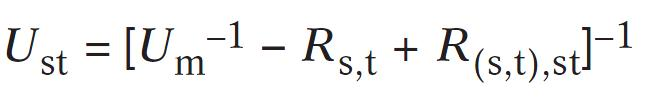 U_st = [U_m^–1 – R_s,t + R_(s,t),st]^–1